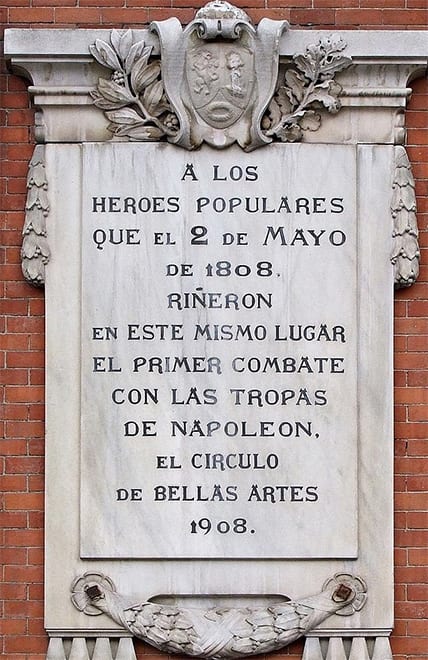 A LOS
HEROES POPULARES
QUE EL 2 DE MAYO
DE 1808.
RIÑERON
EN ESTE MISMO LUGAR
EL PRIMER COMBATE
CON LAS TROPAS
DE NAPOLEON,
EL CIRCULO
DE BELLAS ARTES
1908.